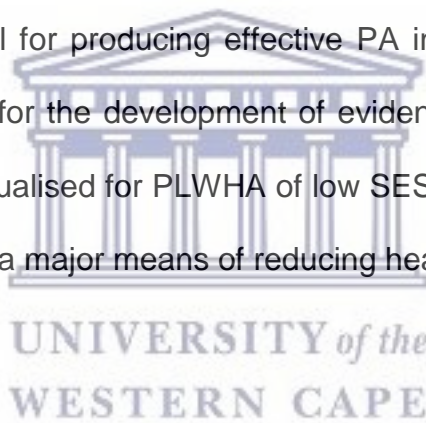 l for producing effective PA in
for the development of eviden
ualised for PLWHA of low SES
a major means of reducing hea
UNIVERSITY of the
WESTERN CAPE